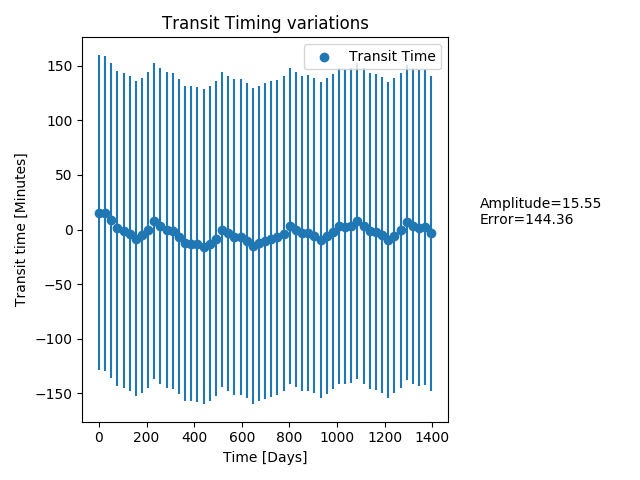 Transit Timing variations
Transit Time
150
100
50
0
−50
−100
−150
Transit time [Minutes]
Amplitude=15.55
Error=144.36
0 200 400 600 800 1000 1200 1400
Time [Days]